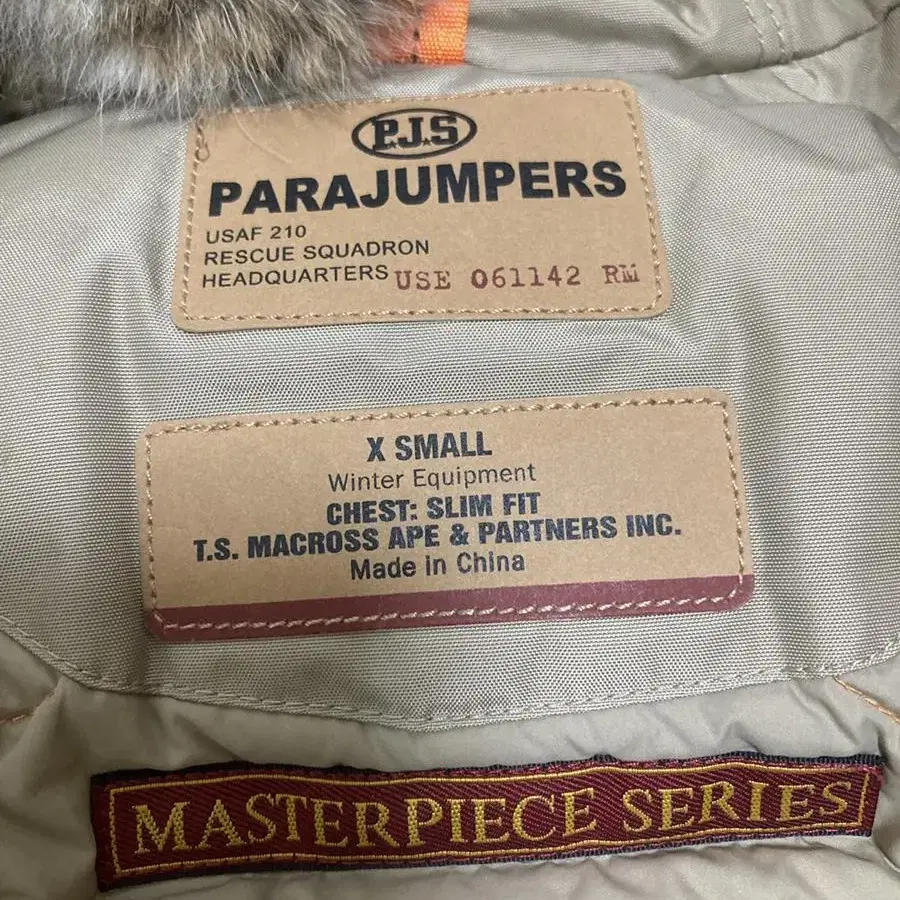 P.J.S
PARAJUMPERS
USAF 210
RESCUE SQUADRON
HEADQUARTERS USE 061142 RM
X SMALL
Winter Equipment
CHEST: SLIM FIT
T.S. MACROSS APE & PARTNERS INC.
Made in China
MASTERPIECE SERIES